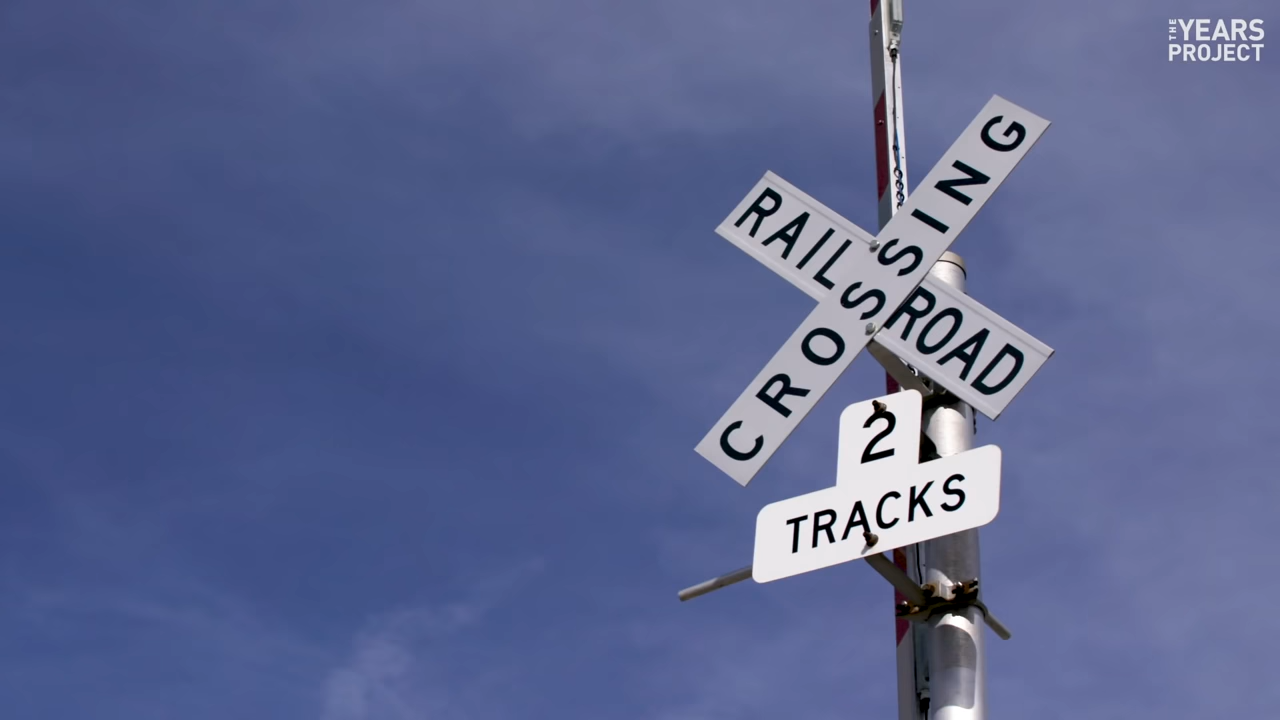 THE YEARS
PROJECT
RAILROAD
CROSSING
2
TRACKS